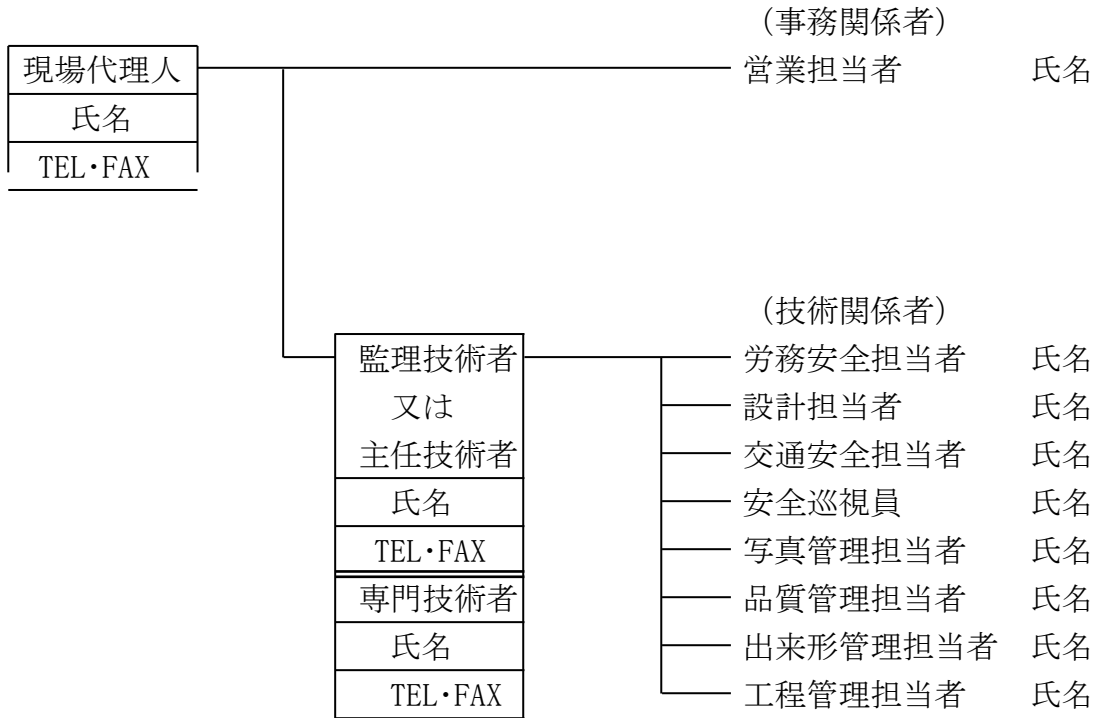 （事務関係者）
現場代理人 営業担当者 氏名
氏名
TEL･FAX
（技術関係者）
監理技術者 労務安全担当者 氏名
又は 設計担当者 氏名
主任技術者 交通安全担当者 氏名
氏名 安全巡視員 氏名
TEL･FAX 写真管理担当者 氏名
専門技術者 品質管理担当者 氏名
氏名 出来形管理担当者 氏名
TEL･FAX 工程管理担当者 氏名